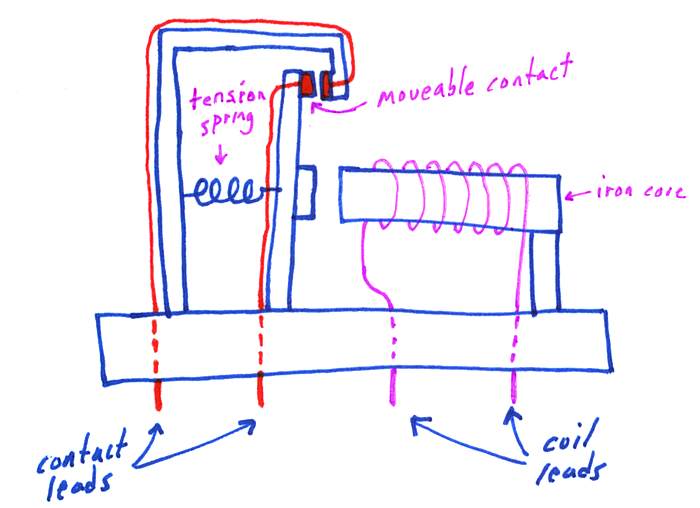 tension
spring
moveable contact
iron core
contact
leads
coil
leads